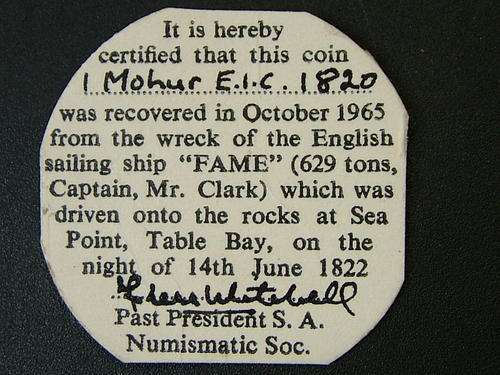 It is hereby
certified that this coin
1 Mohur E.I.C. 1820
was recovered in October 1965
from the wreck of the English
sailing ship "FAME" (629 tons,
Captain, Mr. Clark) which was
driven onto the rocks at Sea
Point, Table Bay, on the
night of 14th June 1822
Past President S. A.
Numismatic Soc.